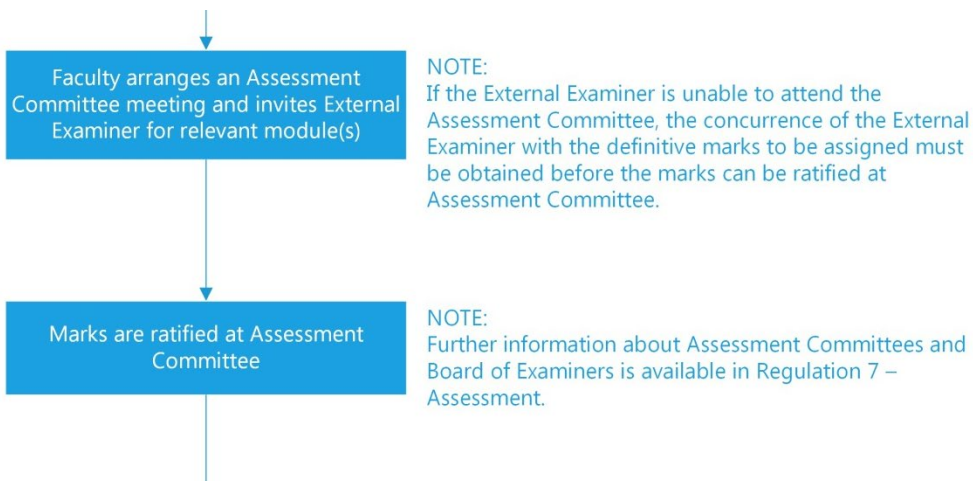 Faculty arranges an Assessment
Committee meeting and invites External
Examiner for relevant module(s)
NOTE:
If the External Examiner is unable to attend the
Assessment Committee, the concurrence of the External
Examiner with the definitive marks to be assigned must
be obtained before the marks can be ratified at
Assessment Committee.
Marks are ratified at Assessment
Committee
NOTE:
Further information about Assessment Committees and
Board of Examiners is available in Regulation 7 –
Assessment.